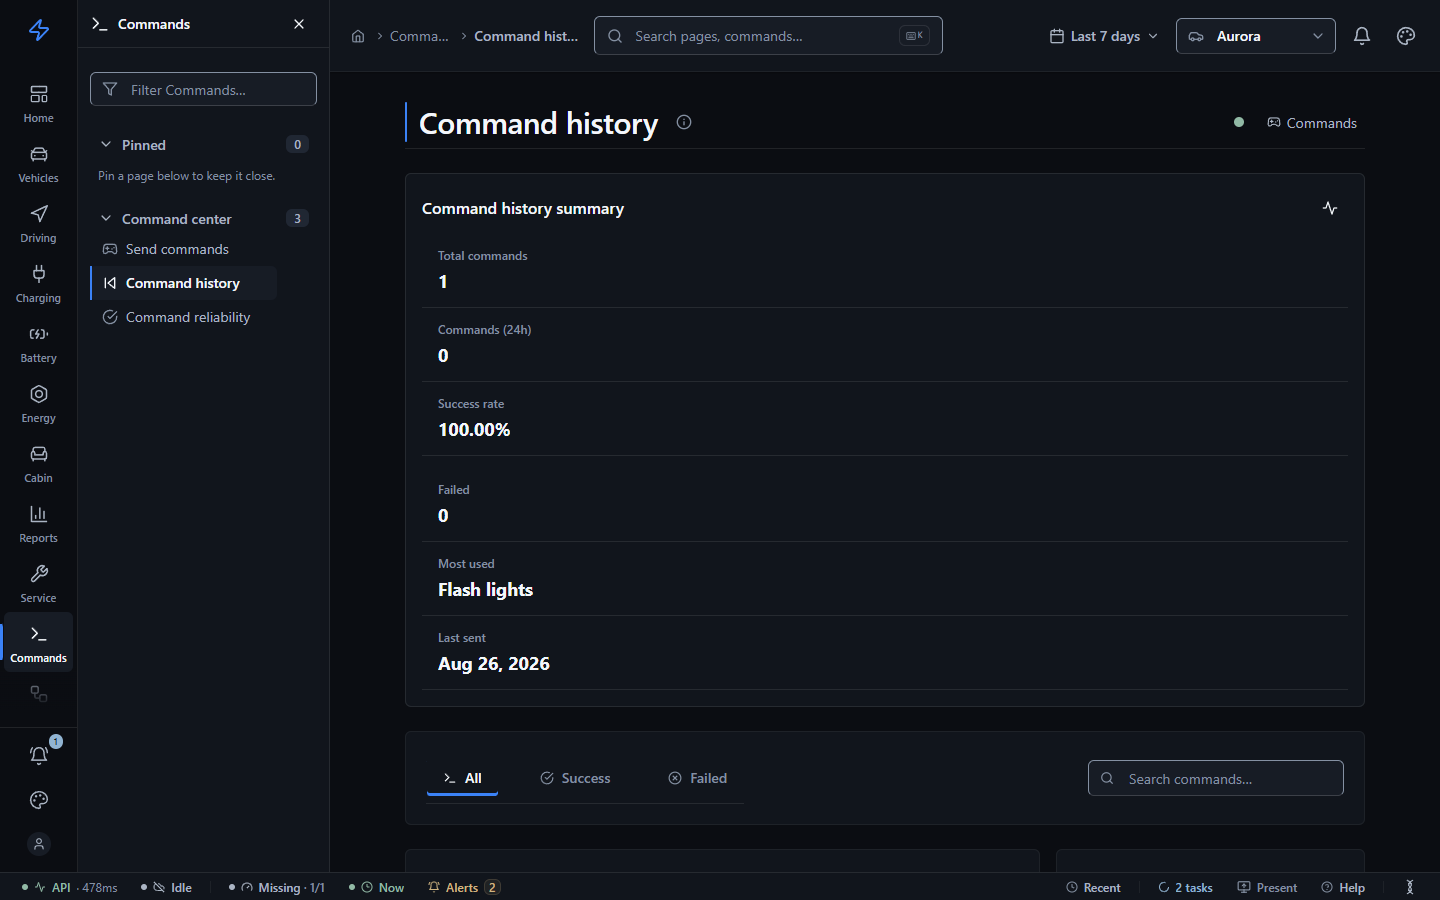 Home
Vehicles
Driving
Charging
Battery
Energy
Cabin
Reports
Service
Commands
1
Commands
Filter Commands...
Pinned 0
Pin a page below to keep it close.
Command center 3
Send commands
Command history
Command reliability
Comma... Command hist...
Search pages, commands... K
Last 7 days
Aurora
Command history
Commands
Command history summary
Total commands
1
Commands (24h)
0
Success rate
100.00%
Failed
0
Most used
Flash lights
Last sent
Aug 26, 2026
All Success Failed
Search commands...
API · 478ms Idle Missing · 1/1 Now Alerts 2 Recent 2 tasks Present Help